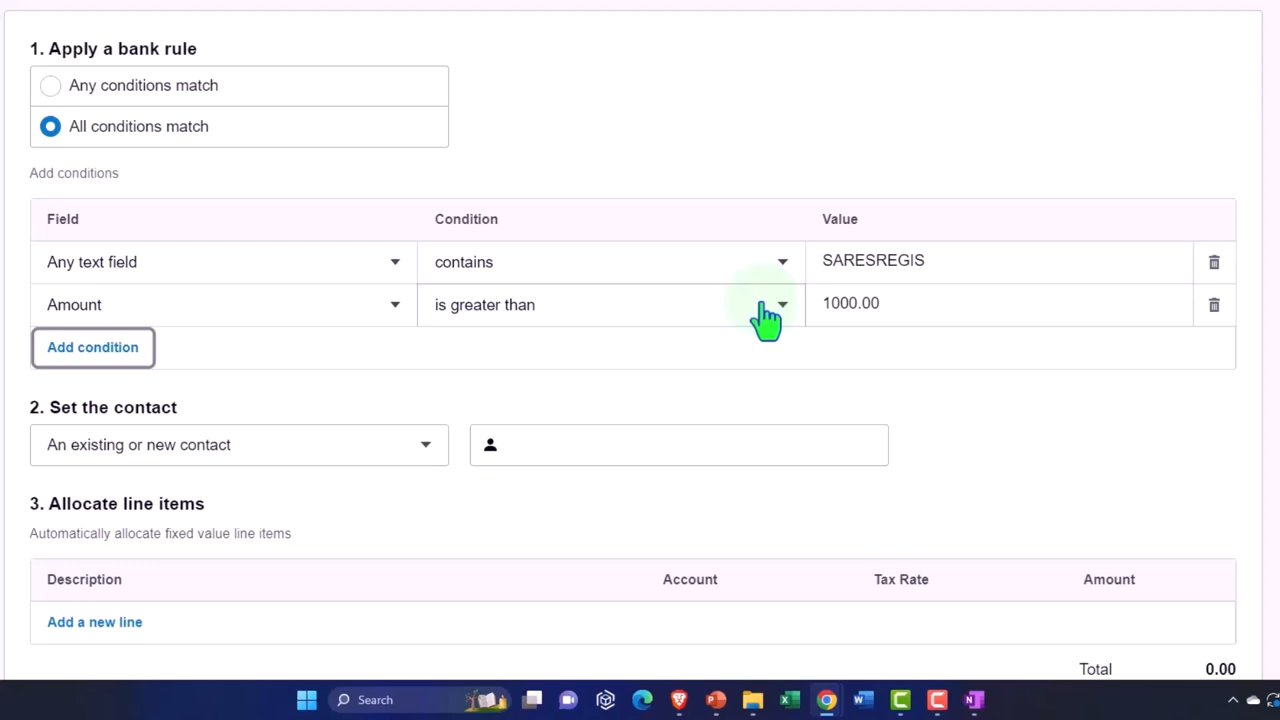 1. Apply a bank rule
Any conditions match
All conditions match
Add conditions
Field Condition Value
Any text field contains SARESREGIS
Amount is greater than 1000.00
Add condition
2. Set the contact
An existing or new contact
3. Allocate line items
Automatically allocate fixed value line items
Description Account Tax Rate Amount
Add a new line
Total 0.00
Search